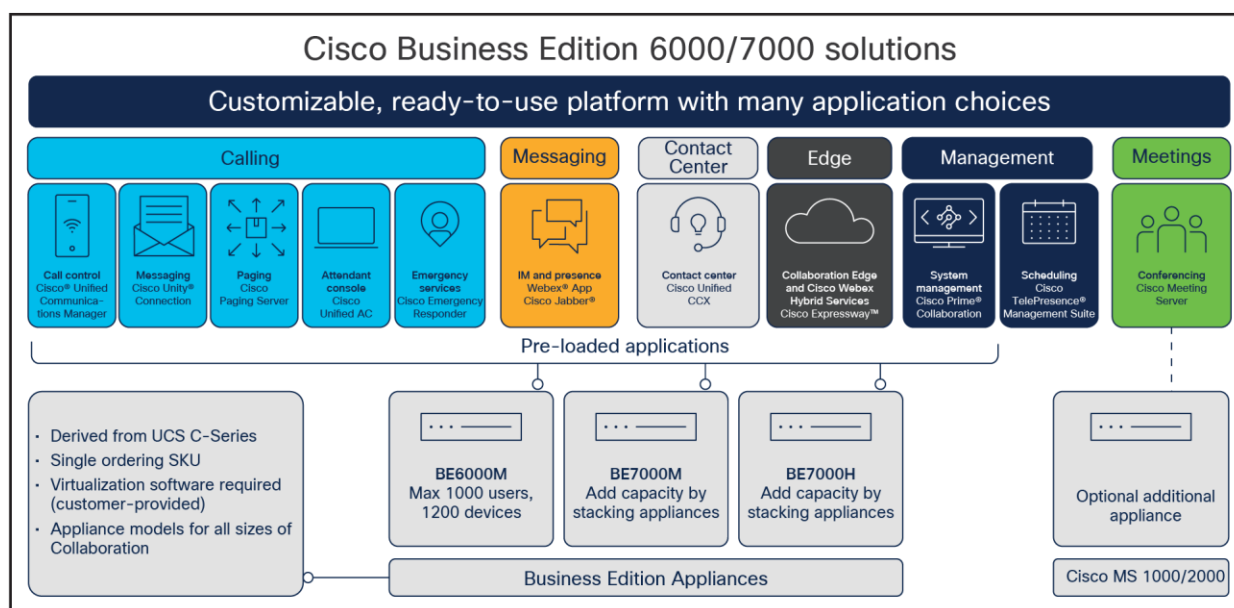 Cisco Business Edition 6000/7000 solutions
Customizable, ready-to-use platform with many application choices
Calling
Messaging
Contact
Center
Edge
Management
Meetings
Call control
Cisco® Unified
Communica-
tions Manager
Messaging
Cisco Unity®
Connection
Paging
Cisco
Paging Server
Attendant
console
Cisco
Unified AC
Emergency
services
Cisco Emergency
Responder
IM and presence
Webex® App
Cisco Jabber®
Contact center
Cisco Unified
CCX
Collaboration Edge
and Cisco Webex
Hybrid Services
Cisco Expressway™
System
management
Cisco Prime®
Collaboration
Scheduling
Cisco
TelePresence®
Management Suite
Conferencing
Cisco Meeting
Server
Pre-loaded applications
· Derived from UCS C-Series
· Single ordering SKU
· Virtualization software required
(customer-provided)
· Appliance models for all sizes of
Collaboration
BE6000M
Max 1000 users,
1200 devices
BE7000M
Add capacity by
stacking appliances
BE7000H
Add capacity by
stacking appliances
Optional additional
appliance
Business Edition Appliances
Cisco MS 1000/2000